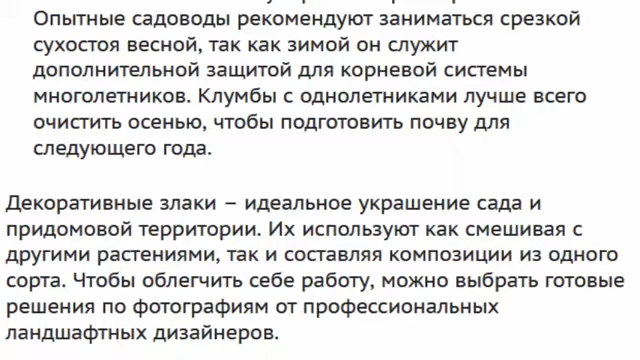 Опытные садоводы рекомендуют заниматься срезкой
сухостоя весной, так как зимой он служит
дополнительной защитой для корневой системы
многолетников. Клумбы с однолетниками лучше всего
очистить осенью, чтобы подготовить почву для
следующего года.
Декоративные злаки – идеальное украшение сада и
придомовой территории. Их используют как смешивая с
другими растениями, так и составляя композиции из одного
сорта. Чтобы облегчить себе работу, можно выбрать готовые
решения по фотографиям от профессиональных
ландшафтных дизайнеров.